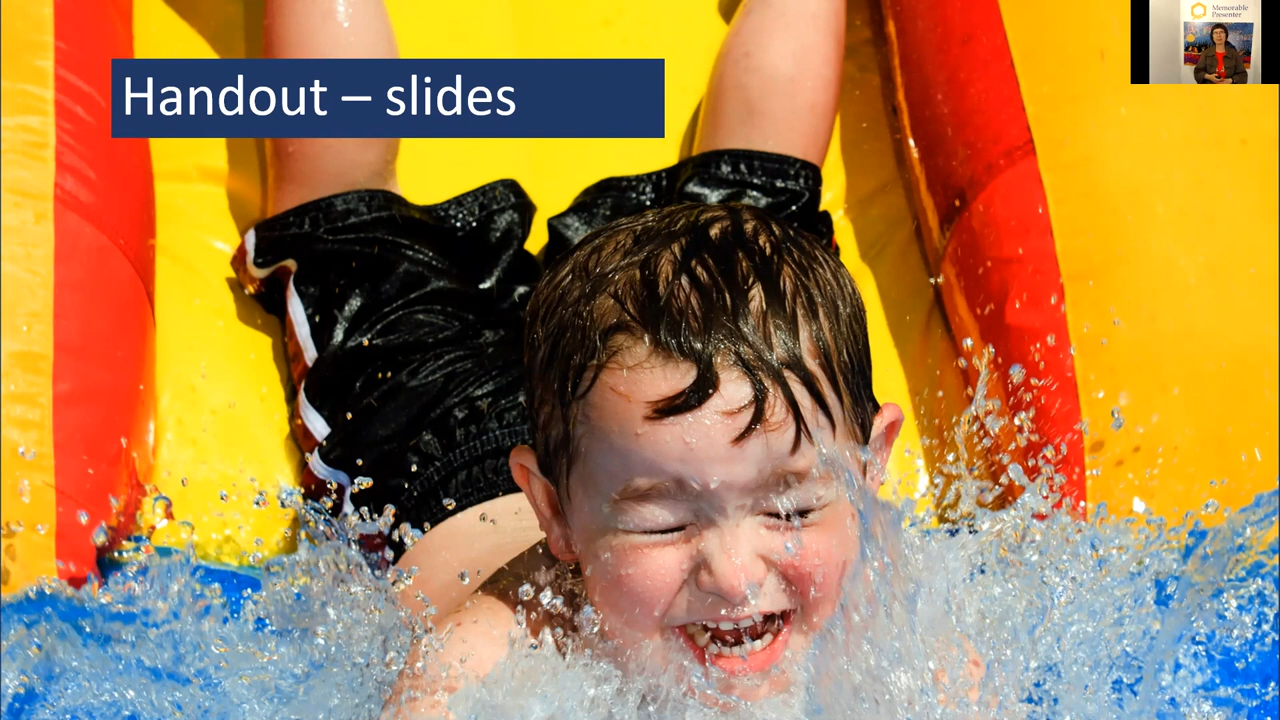 Handout – slides
Memorable
Presenter